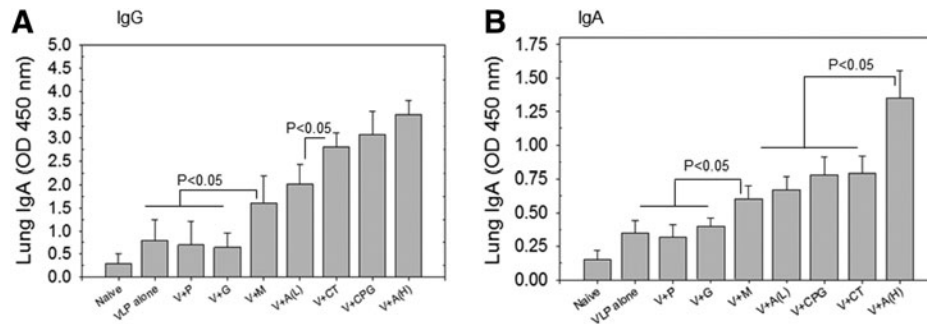 A
IgG
Lung IgA (OD 450 nm)
5.0
4.5
4.0
3.5
3.0
2.5
2.0
1.5
1.0
0.5
0.0
P<0.05
P<0.05
Naive
VLP alone
V+P
V+G
V+M
V+A(L)
V+CT
V+CPG
V+A(H)
B
IgA
Lung IgA (OD 450 nm)
1.75
1.50
1.25
1.00
0.75
0.50
0.25
0.00
P<0.05
P<0.05
Naive
VLP alone
V+P
V+G
V+M
V+A(L)
V+CPG
V+CT
V+A(H)